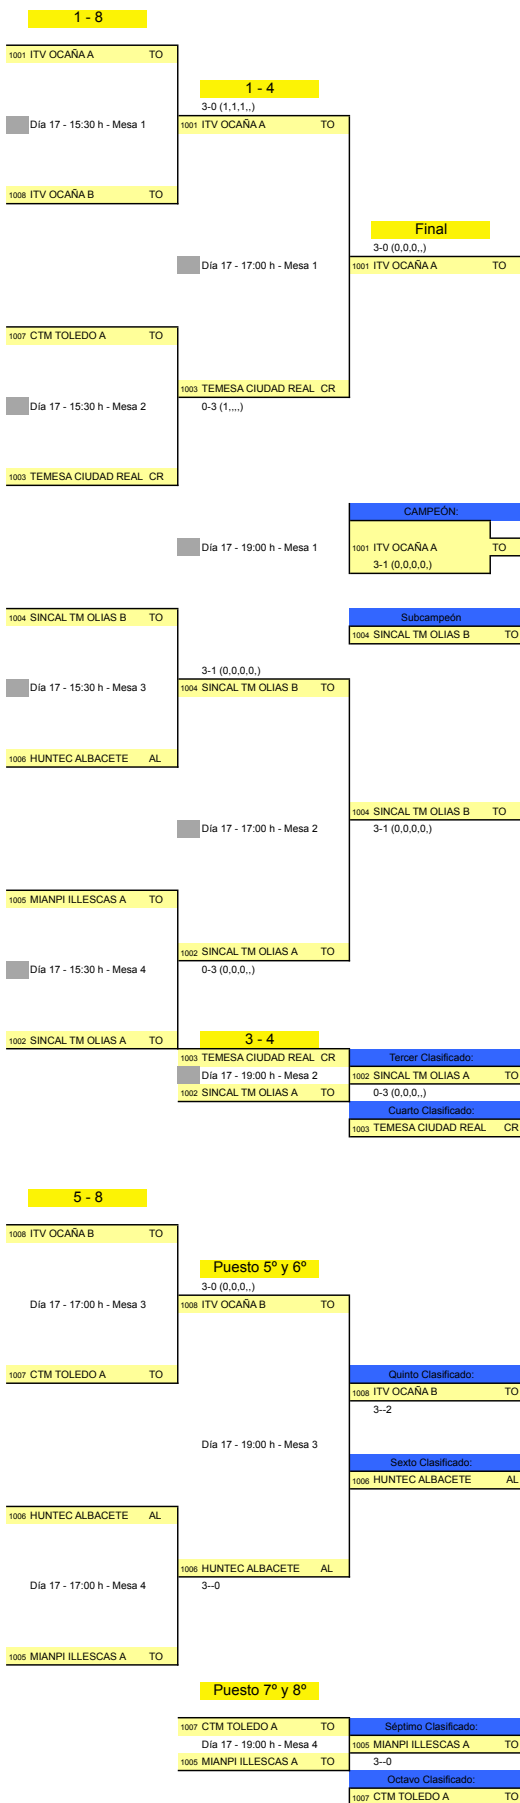 1 - 8
1001 ITV OCAÑA A TO
1 - 4
3-0 (1,1,1,,)
Día 17 - 15:30 h - Mesa 1
1001 ITV OCAÑA A TO
1008 ITV OCAÑA B TO
Final
3-0 (0,0,0,,)
Día 17 - 17:00 h - Mesa 1
1001 ITV OCAÑA A TO
1007 CTM TOLEDO A TO
1003 TEMESA CIUDAD REAL CR
Día 17 - 15:30 h - Mesa 2
0-3 (1,,,,)
1003 TEMESA CIUDAD REAL CR
CAMPEÓN:
Día 17 - 19:00 h - Mesa 1
1001 ITV OCAÑA A TO
3-1 (0,0,0,0,)
1004 SINCAL TM OLIAS B TO
Subcampeón
1004 SINCAL TM OLIAS B TO
3-1 (0,0,0,0,)
Día 17 - 15:30 h - Mesa 3
1004 SINCAL TM OLIAS B TO
1006 HUNTEC ALBACETE AL
1004 SINCAL TM OLIAS B TO
Día 17 - 17:00 h - Mesa 2
3-1 (0,0,0,0,)
1005 MIANPI ILLESCAS A TO
1002 SINCAL TM OLIAS A TO
Día 17 - 15:30 h - Mesa 4
0-3 (0,0,0,,)
1002 SINCAL TM OLIAS A TO
3 - 4
1003 TEMESA CIUDAD REAL CR
Tercer Clasificado:
Día 17 - 19:00 h - Mesa 2
1002 SINCAL TM OLIAS A TO
1002 SINCAL TM OLIAS A TO
0-3 (0,0,0,,)
Cuarto Clasificado:
1003 TEMESA CIUDAD REAL CR
5 - 8
1008 ITV OCAÑA B TO
Puesto 5º y 6º
3-0 (0,0,0,,)
Día 17 - 17:00 h - Mesa 3
1008 ITV OCAÑA B TO
1007 CTM TOLEDO A TO
Quinto Clasificado:
1008 ITV OCAÑA B TO
3--2
Día 17 - 19:00 h - Mesa 3
Sexto Clasificado:
1006 HUNTEC ALBACETE AL
1006 HUNTEC ALBACETE AL
1006 HUNTEC ALBACETE AL
Día 17 - 17:00 h - Mesa 4
3--0
1005 MIANPI ILLESCAS A TO
Puesto 7º y 8º
1007 CTM TOLEDO A TO
Séptimo Clasificado:
Día 17 - 19:00 h - Mesa 4
1005 MIANPI ILLESCAS A TO
1005 MIANPI ILLESCAS A TO
3--0
Octavo Clasificado:
1007 CTM TOLEDO A TO